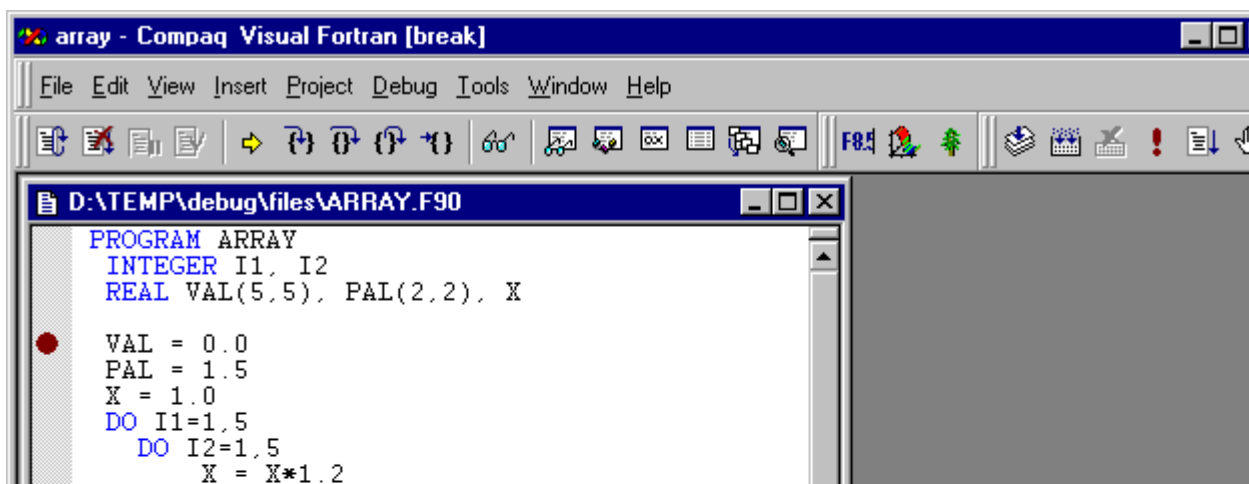 array - Compaq Visual Fortran [break]
File Edit View Insert Project Debug Tools Window Help
F8.5
D:\TEMP\debug\files\ARRAY.F90
PROGRAM ARRAY
INTEGER I1, I2
REAL VAL(5,5), PAL(2,2), X
VAL = 0.0
PAL = 1.5
X = 1.0
DO I1=1,5
DO I2=1,5
X = X*1.2